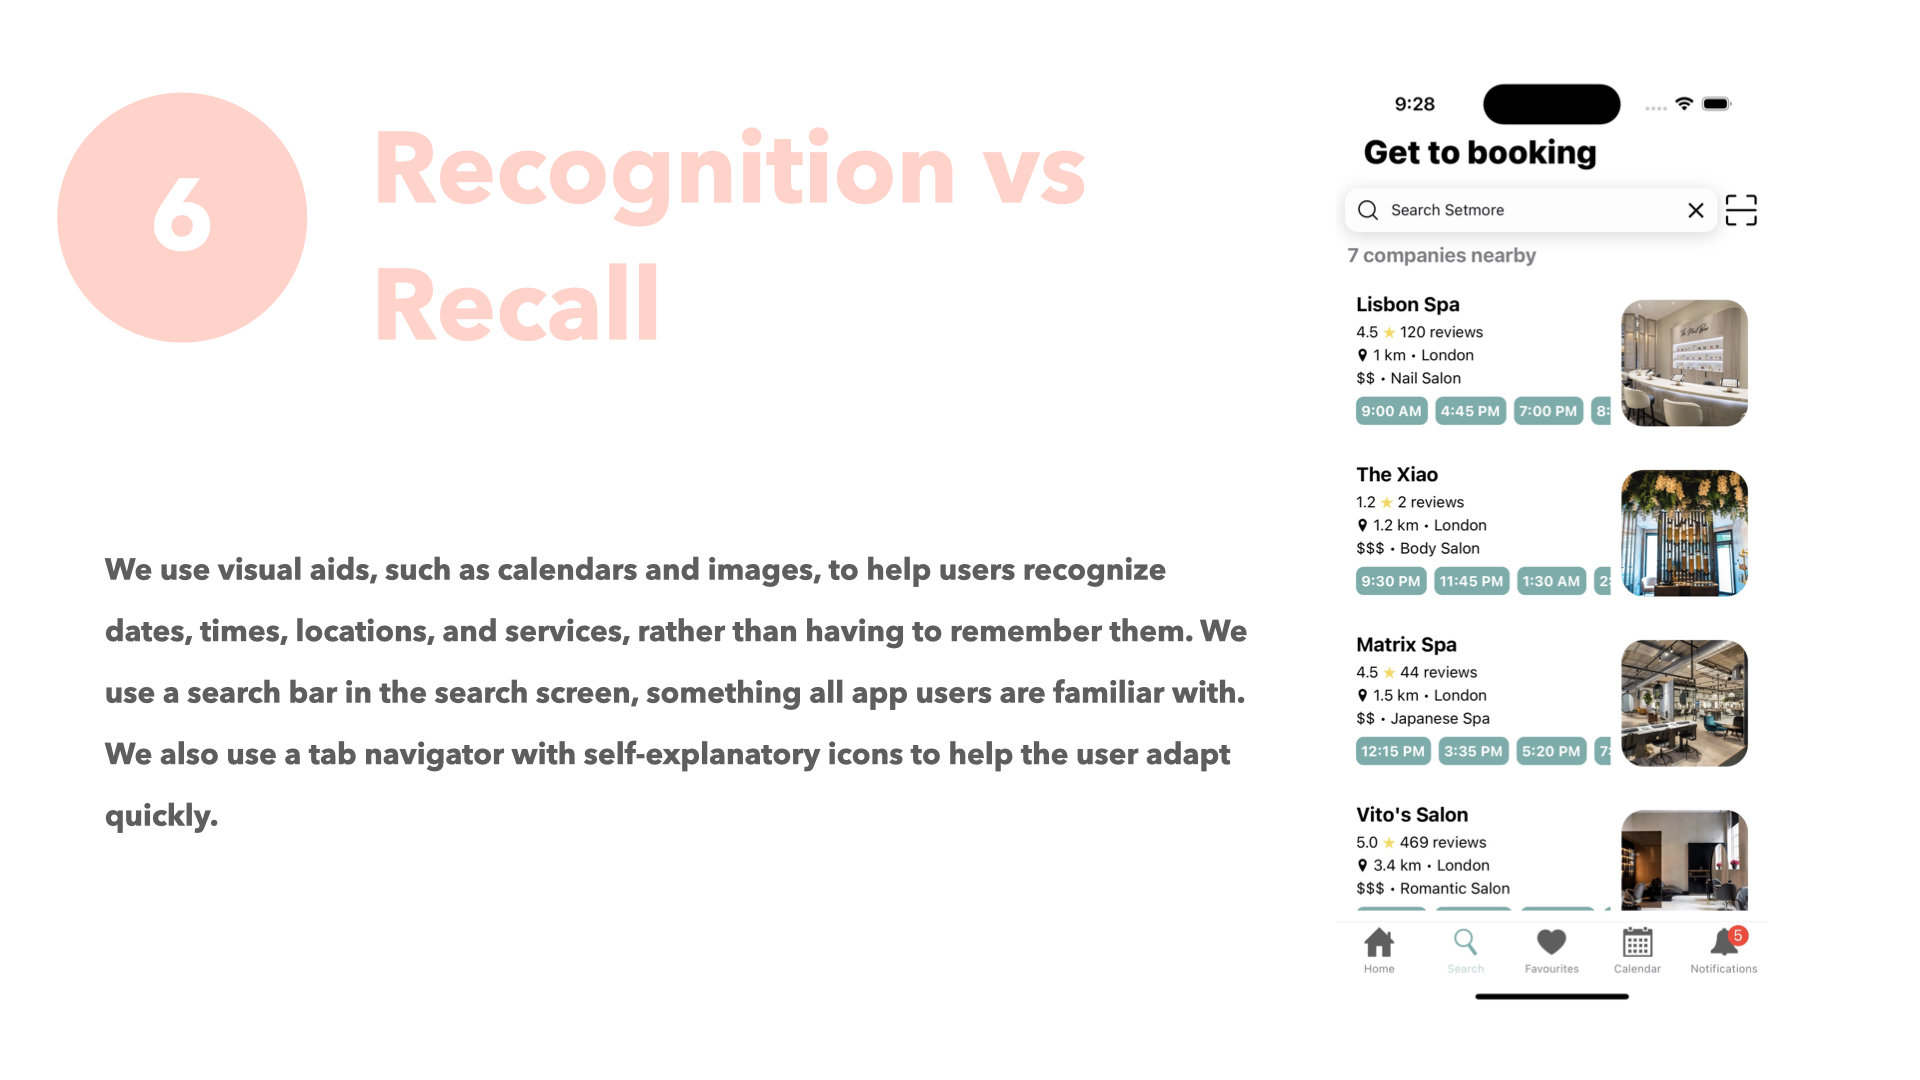 6
Recognition vs
Recall
We use visual aids, such as calendars and images, to help users recognize
dates, times, locations, and services, rather than having to remember them. We
use a search bar in the search screen, something all app users are familiar with.
We also use a tab navigator with self-explanatory icons to help the user adapt
quickly.
9:28
Get to booking
Search Setmore
7 companies nearby
Lisbon Spa
4.5 ★ 120 reviews
1 km • London
$$ • Nail Salon
9:00 AM 4:45 PM 7:00 PM 8:
The Xiao
1.2 ★ 2 reviews
1.2 km • London
$$$ • Body Salon
9:30 PM 11:45 PM 1:30 AM 2:
Matrix Spa
4.5 ★ 44 reviews
1.5 km • London
$$ • Japanese Spa
12:15 PM 3:35 PM 5:20 PM 7:
Vito's Salon
5.0 ★ 469 reviews
3.4 km • London
$$$ • Romantic Salon
5
Home Search Favourites Calendar Notifications